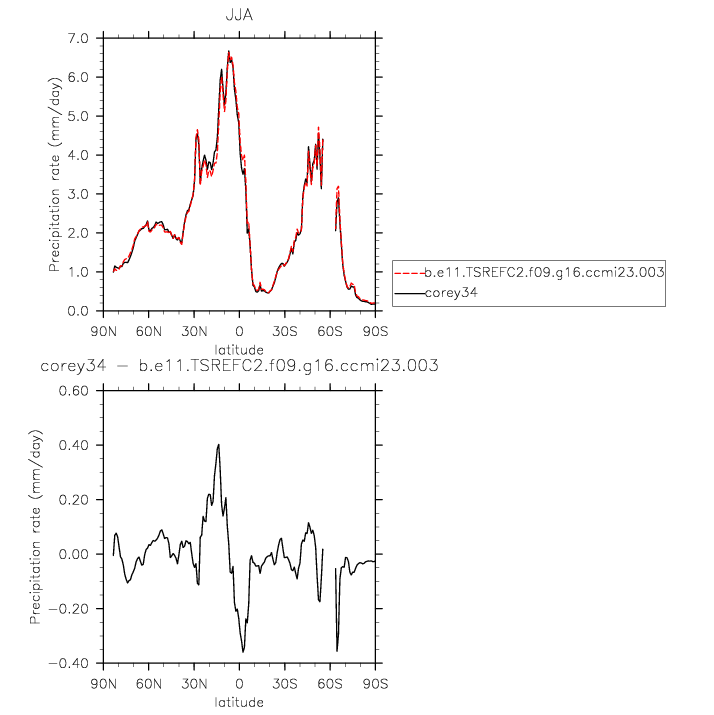 JJA
7.0
6.0
5.0
4.0
3.0
2.0
1.0
0.0
Precipitation rate (mm/day)
90N 60N 30N 0 30S 60S 90S
latitude
b.e11.TSREFC2.f09.g16.ccmi23.003
corey34
corey34 − b.e11.TSREFC2.f09.g16.ccmi23.003
0.60
0.40
0.20
0.00
−0.20
−0.40
Precipitation rate (mm/day)
90N 60N 30N 0 30S 60S 90S
latitude